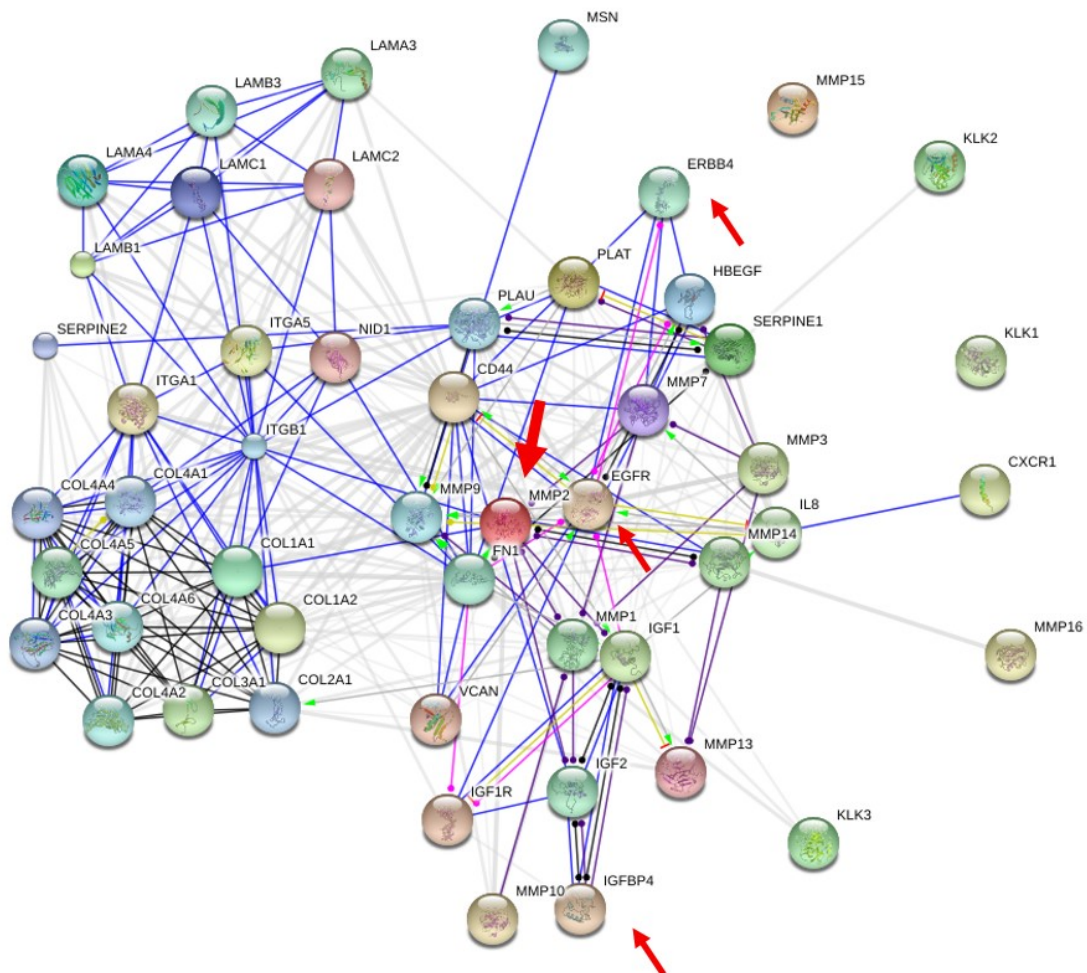 MSN
LAMA3
LAMB3
MMP15
KLK2
LAMA4
LAMC1
LAMC2
ERBB4
LAMB1
PLAT
HBEGF
PLAU
SERPINE1
SERPINE2
ITGA5
NID1
KLK1
CD44
MMP7
ITGA1
ITGB1
MMP3
CXCR1
COL4A4
COL4A1
MMP9
MMP2
EGFR
IL8
COL4A5
COL1A1
FN1
MMP14
COL4A3
COL4A6
COL1A2
MMP1
IGF1
MMP16
COL4A2
COL3A1
COL2A1
VCAN
MMP13
IGF1R
IGF2
KLK3
MMP10
IGFBP4